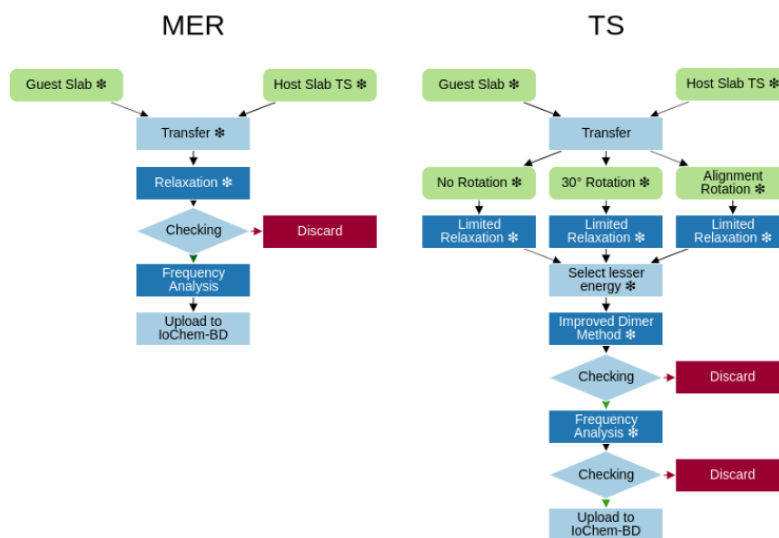 MER
Guest Slab ❇
Host Slab TS ❇
Transfer ❇
Relaxation ❇
Checking
Discard
Frequency
Analysis
Upload to
IoChem-BD
TS
Guest Slab ❇
Host Slab TS ❇
Transfer
No Rotation ❇
30° Rotation ❇
Alignment
Rotation ❇
Limited
Relaxation ❇
Limited
Relaxation ❇
Limited
Relaxation ❇
Select lesser
energy ❇
Improved Dimer
Method ❇
Checking
Discard
Frequency
Analysis ❇
Checking
Discard
Upload to
IoChem-BD